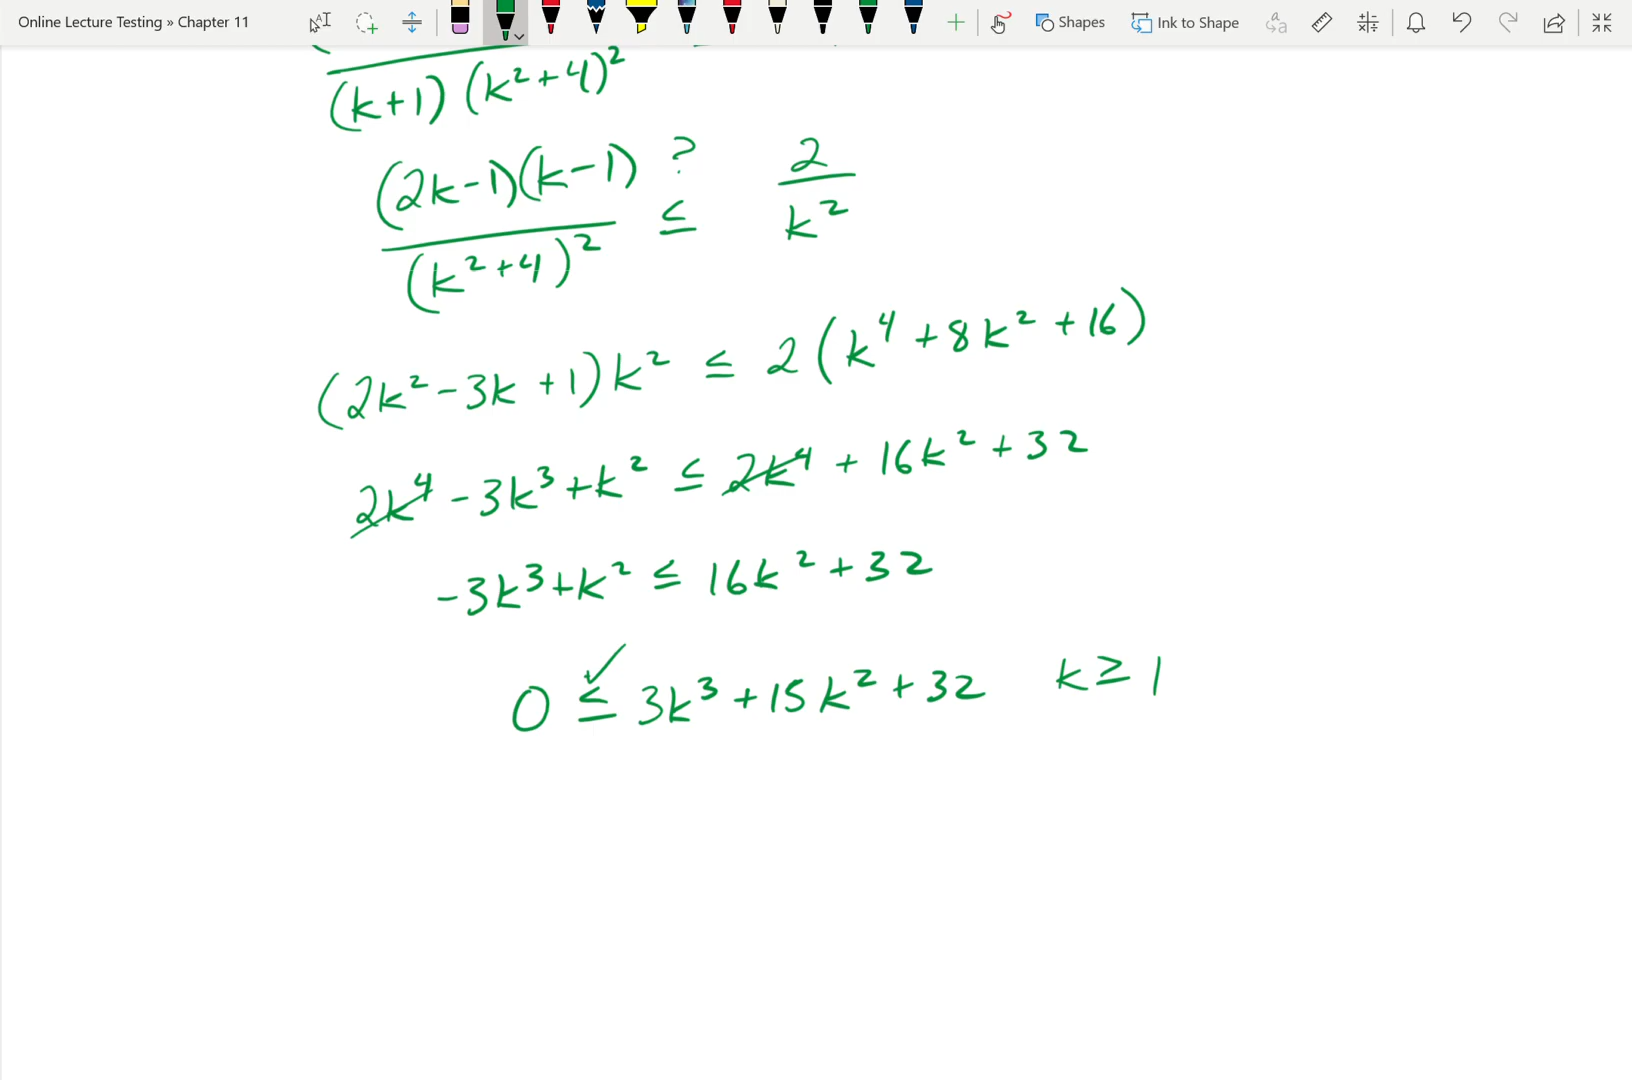 Online Lecture Testing » Chapter 11
Shapes
Ink to Shape
(k+1) (k²+4)²
(2k-1)(k-1) / (k²+4)² ≤? 2 / k²
(2k²-3k+1)k² ≤ 2(k⁴+8k²+16)
2k⁴-3k³+k² ≤ 2k⁴+16k²+32
-3k³+k² ≤ 16k²+32
0 ≤ ✓ 3k³+15k²+32 k≥1